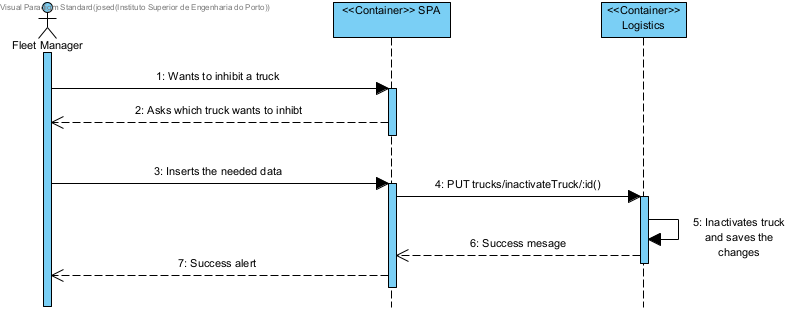 Visual Paradigm Standard(josed(Instituto Superior de Engenharia do Porto))
<<Container>> SPA
<<Container>>
Logistics
Fleet Manager
1: Wants to inhibit a truck
2: Asks which truck wants to inhibt
3: Inserts the needed data
4: PUT trucks/inactivateTruck/:id()
5: Inactivates truck
and saves the
changes
6: Success mesage
7: Success alert